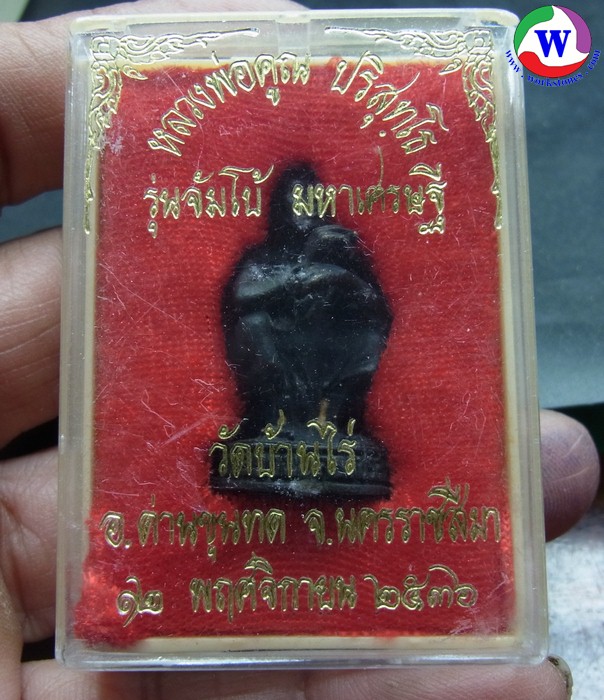 หลวงพ่อคูณ ปริสุทฺโธ
รุ่นจัมโบ้ มหาเศรษฐี
วัดบ้านไร่
อ.ด่านขุนทด จ.นครราชสีมา
๑๒ พฤศจิกายน ๒๕๓๖
W
www.workstones.com